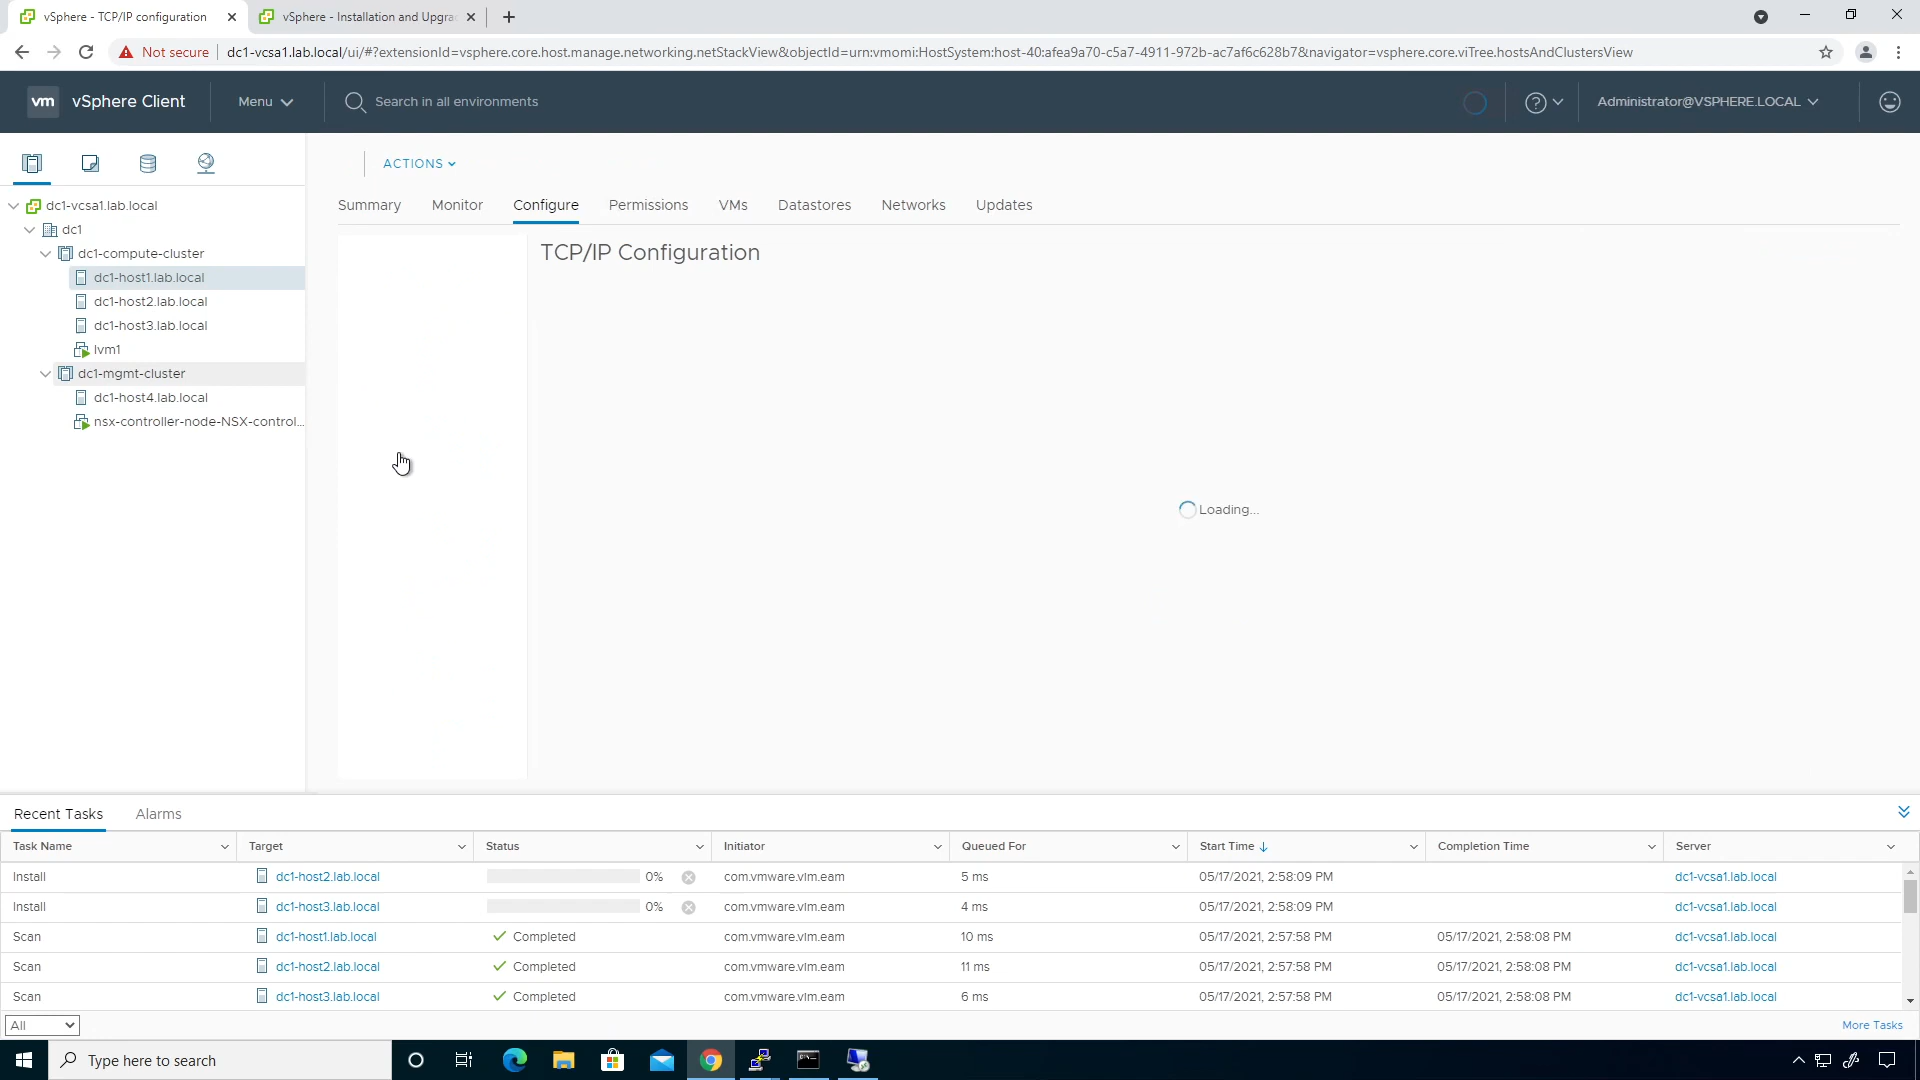 vSphere - TCP/IP configuration
vSphere - Installation and Upgra
Not secure
dc1-vcsa1.lab.local/ui/#?extensionId=vsphere.core.host.manage.networking.netStackView&objectId=urn:vmomi:HostSystem:host-40:afea9a70-c5a7-4911-972b-ac7af6c628b7&navigator=vsphere.core.viTree.hostsAndClustersView
vm
vSphere Client
Menu
Search in all environments
Administrator@VSPHERE.LOCAL
ACTIONS
Summary
Monitor
Configure
Permissions
VMs
Datastores
Networks
Updates
dc1-vcsa1.lab.local
dc1
dc1-compute-cluster
dc1-host1.lab.local
dc1-host2.lab.local
dc1-host3.lab.local
lvm1
dc1-mgmt-cluster
dc1-host4.lab.local
nsx-controller-node-NSX-control...
TCP/IP Configuration
Loading...
Recent Tasks
Alarms
Task Name Target Status Initiator Queued For Start Time Completion Time Server
Install dc1-host2.lab.local 0% com.vmware.vim.eam 5 ms 05/17/2021, 2:58:09 PM dc1-vcsa1.lab.local
Install dc1-host3.lab.local 0% com.vmware.vim.eam 4 ms 05/17/2021, 2:58:09 PM dc1-vcsa1.lab.local
Scan dc1-host1.lab.local Completed com.vmware.vim.eam 10 ms 05/17/2021, 2:57:58 PM 05/17/2021, 2:58:08 PM dc1-vcsa1.lab.local
Scan dc1-host2.lab.local Completed com.vmware.vim.eam 11 ms 05/17/2021, 2:57:58 PM 05/17/2021, 2:58:08 PM dc1-vcsa1.lab.local
Scan dc1-host3.lab.local Completed com.vmware.vim.eam 6 ms 05/17/2021, 2:57:58 PM 05/17/2021, 2:58:08 PM dc1-vcsa1.lab.local
All
More Tasks
Type here to search